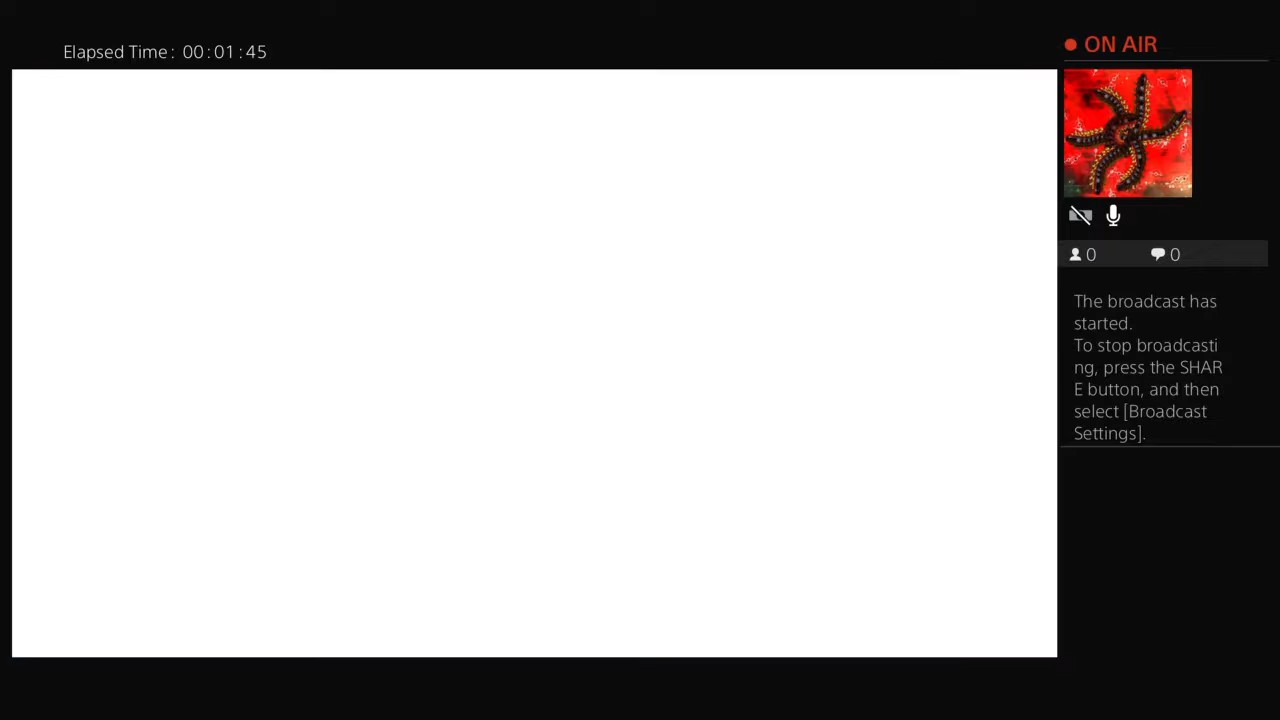 Elapsed Time: 00:01:45
ON AIR
0 0
The broadcast has
started.
To stop broadcasti
ng, press the SHAR
E button, and then
select [Broadcast
Settings].